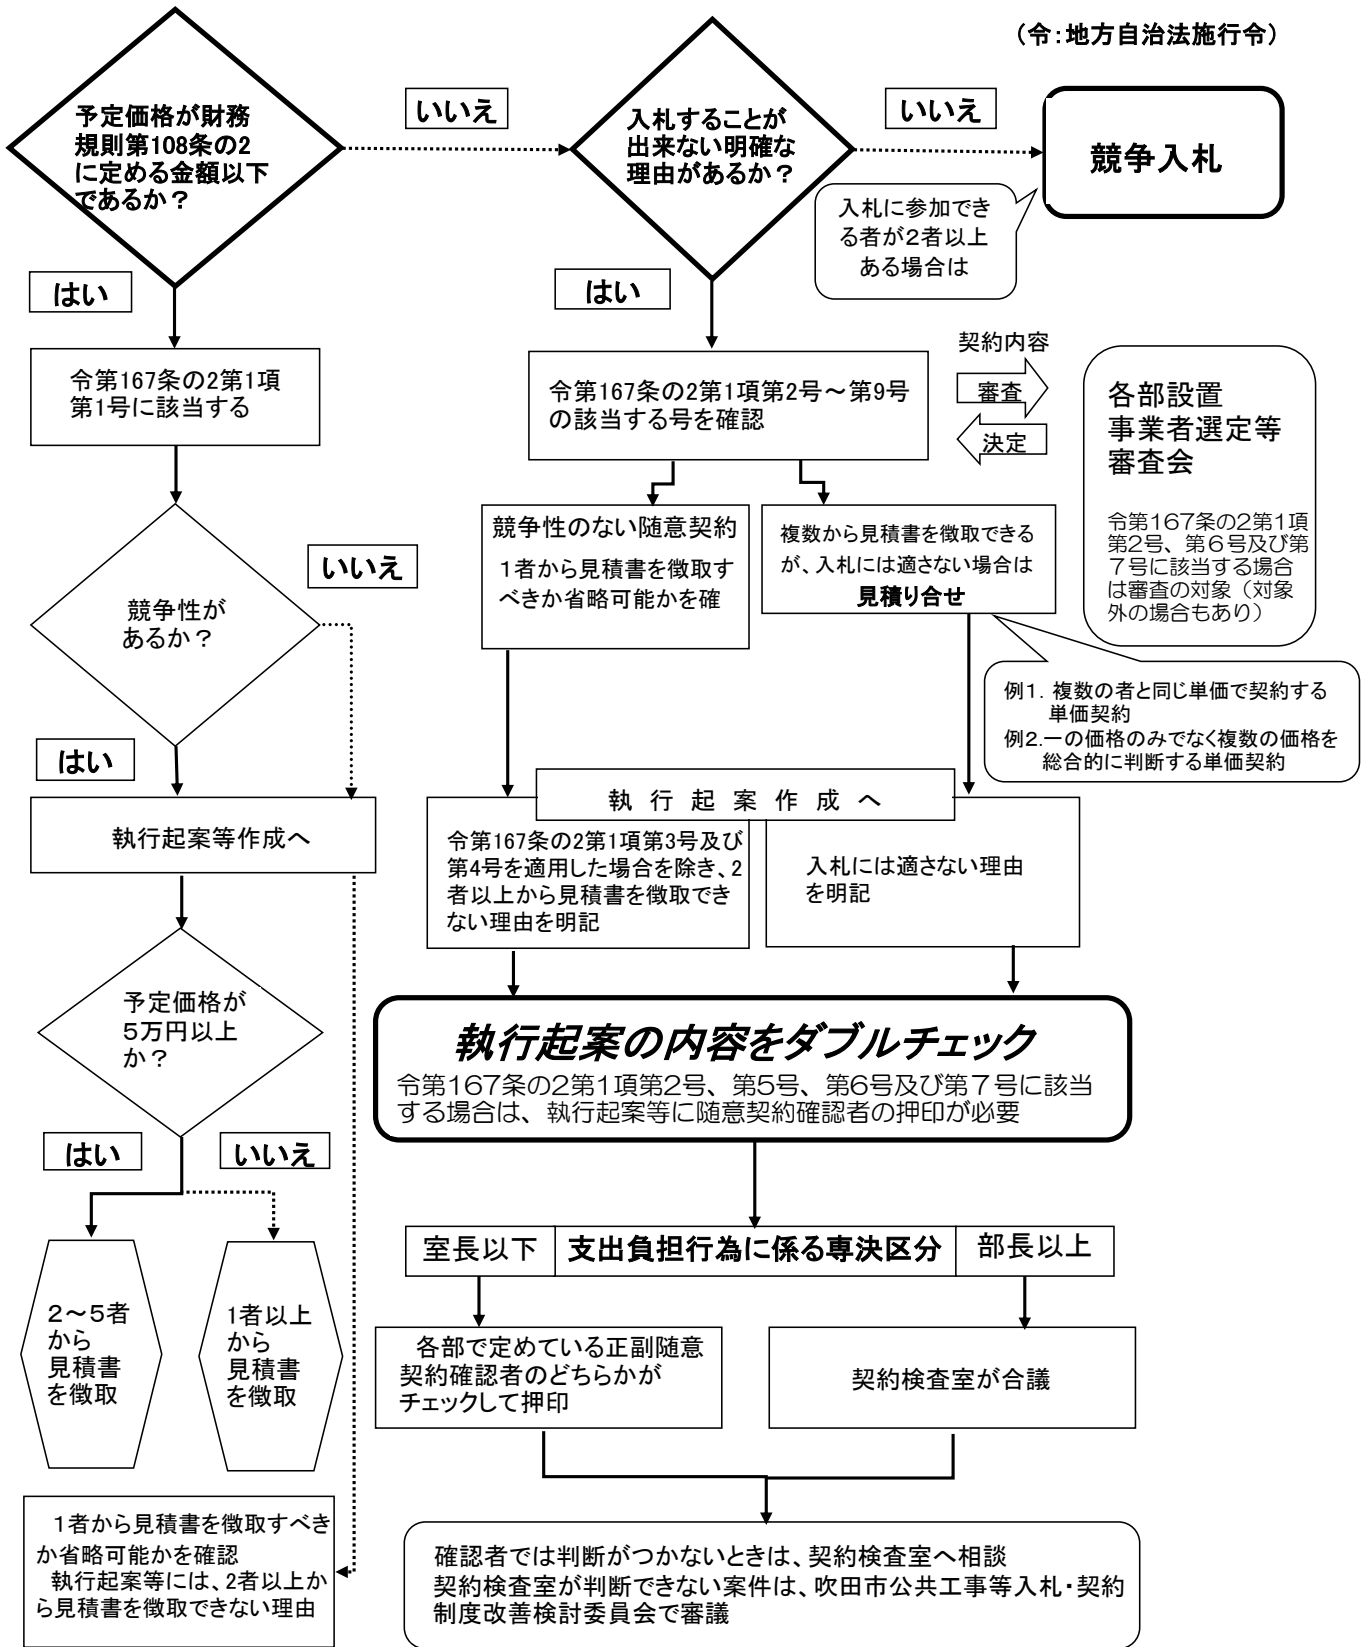 (令:地方自治法施行令)
予定価格が財務
規則第108条の2
に定める金額以下
であるか？
いいえ
入札することが
出来ない明確な
理由があるか？
いいえ
競争入札
入札に参加でき
る者が2者以上
ある場合は
はい
はい
令第167条の2第1項
第1号に該当する
令第167条の2第1項第2号～第9号
の該当する号を確認
契約内容
審査
決定
各部設置
事業者選定等
審査会
令第167条の2第1項
第2号、第6号及び第
7号に該当する場合
は審査の対象（対象
外の場合もあり）
競争性が
あるか？
いいえ
競争性のない随意契約
1者から見積書を徴取す
べきか省略可能かを確
複数から見積書を徴取できる
が、入札には適さない場合は
見積り合せ
例1. 複数の者と同じ単価で契約する
単価契約
例2.一の価格のみでなく複数の価格を
総合的に判断する単価契約
はい
執行起案等作成へ
執行起案作成へ
令第167条の2第1項第3号及び
第4号を適用した場合を除き、2
者以上から見積書を徴取でき
ない理由を明記
入札には適さない理由
を明記
予定価格が
5万円以上
か？
執行起案の内容をダブルチェック
令第167条の2第1項第2号、第5号、第6号及び第7号に該当
する場合は、執行起案等に随意契約確認者の押印が必要
はい
いいえ
室長以下
支出負担行為に係る専決区分
部長以上
2～5者
から
見積書
を徴取
1者以上
から
見積書
を徴取
各部で定めている正副随意
契約確認者のどちらかが
チェックして押印
契約検査室が合議
1者から見積書を徴取すべき
か省略可能かを確認
執行起案等には、2者以上か
ら見積書を徴取できない理由
確認者では判断がつかないときは、契約検査室へ相談
契約検査室が判断できない案件は、吹田市公共工事等入札・契約
制度改善検討委員会で審議